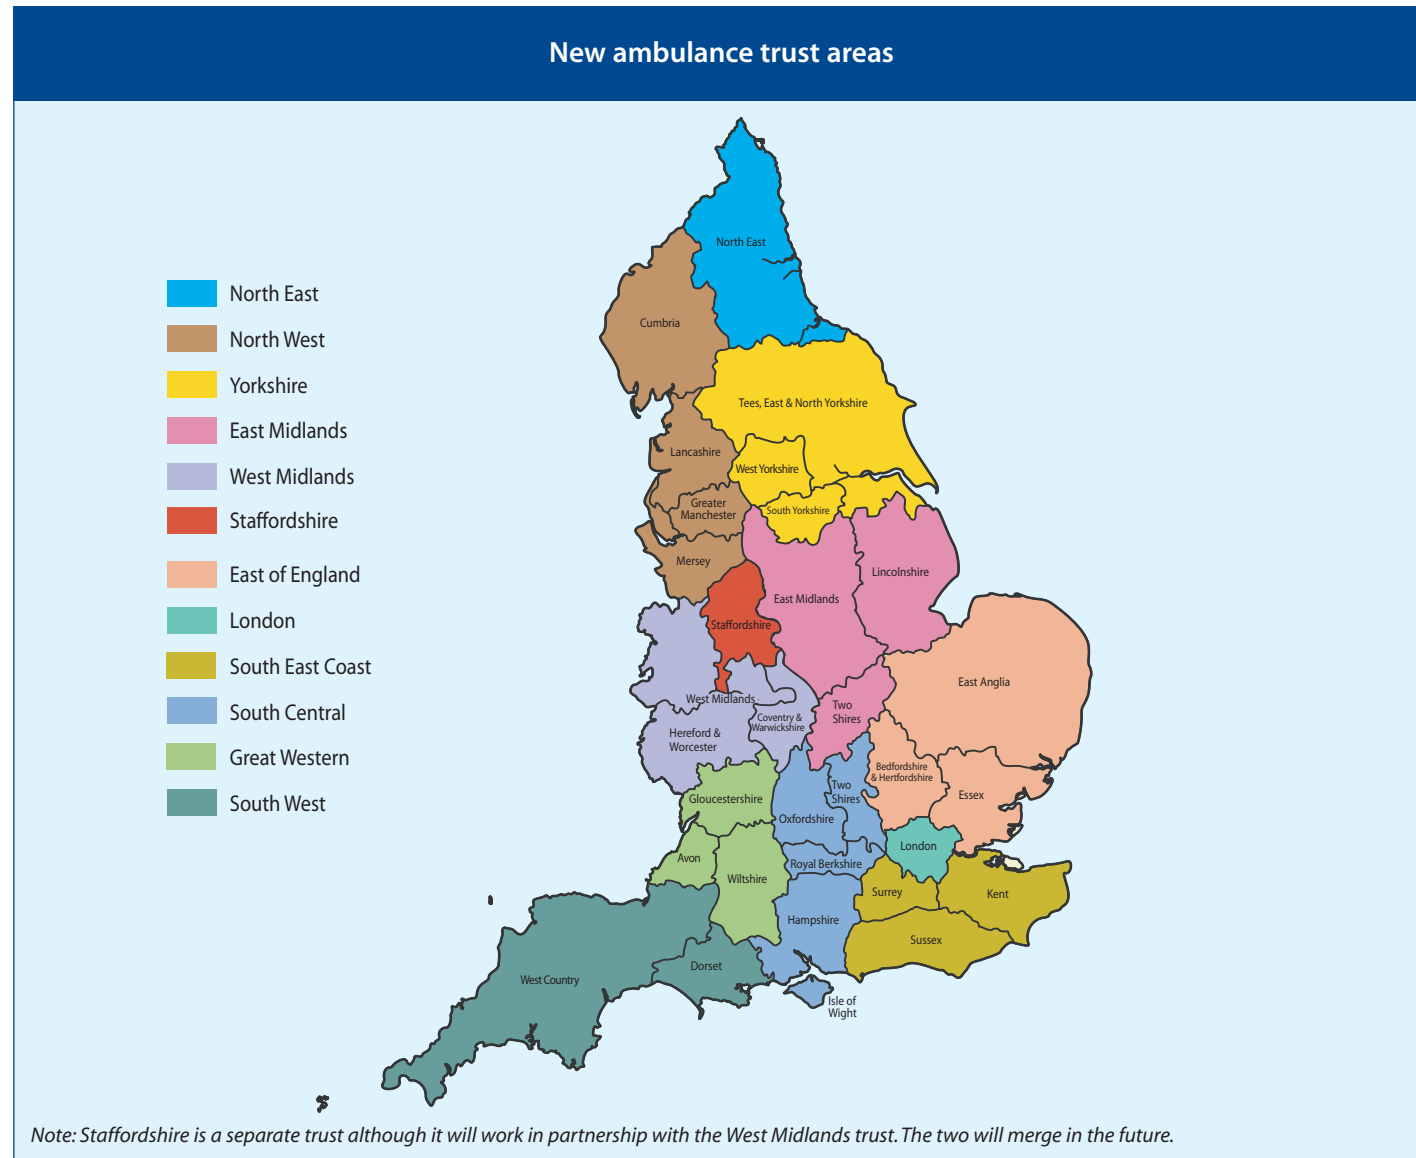 New ambulance trust areas
North East
North West
Yorkshire
East Midlands
West Midlands
Staffordshire
East of England
London
South East Coast
South Central
Great Western
South West
North East
Cumbria
Tees, East & North Yorkshire
Lancashire
West Yorkshire
Greater
Manchester
South Yorkshire
Mersey
Lincolnshire
East Midlands
Staffordshire
East Anglia
West Midlands
Two
Shires
Coventry &
Warwickshire
Hereford &
Worcester
Bedfordshire
& Hertfordshire
Two
Shires
Essex
Gloucestershire
Oxfordshire
London
Avon
Royal Berkshire
Wiltshire
Surrey
Kent
Hampshire
Sussex
Dorset
West Country
Isle of
Wight
Note: Staffordshire is a separate trust although it will work in partnership with the West Midlands trust. The two will merge in the future.